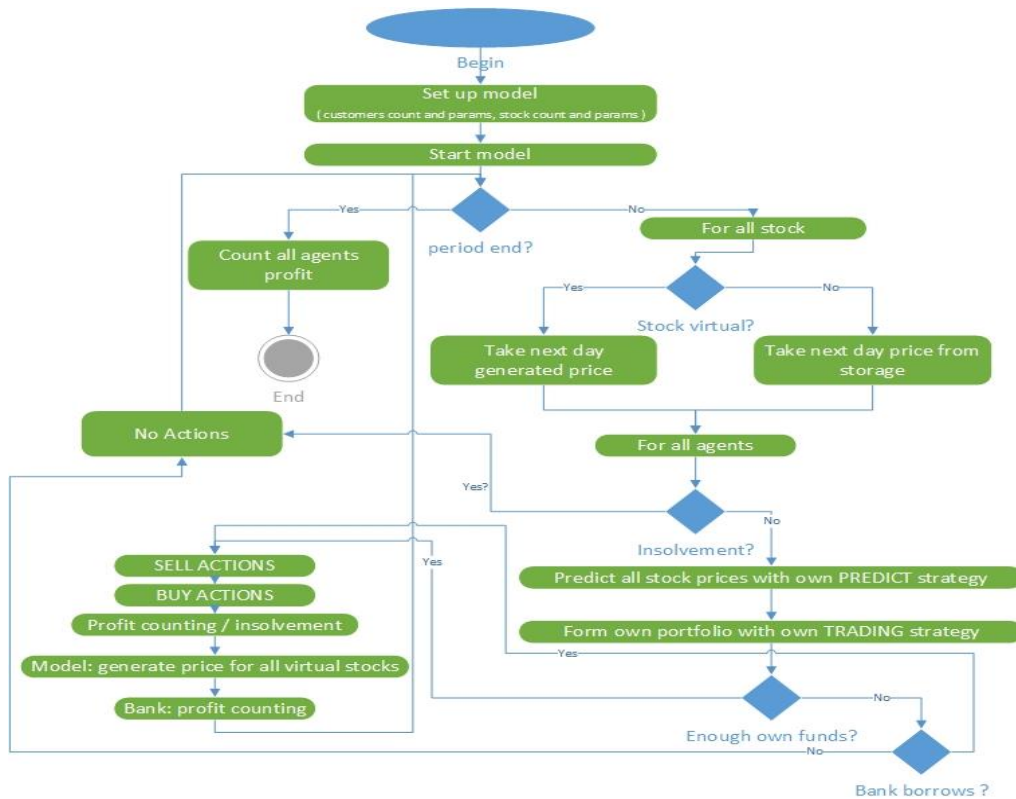 Begin
Set up model
( customers count and params, stock count and params )
Start model
Yes
No
period end?
For all stock
Count all agents
profit
Yes
No
Stock virtual?
Take next day
generated price
Take next day price from
storage
End
No Actions
For all agents
Yes?
No
Insolvement?
Yes
SELL ACTIONS
BUY ACTIONS
Profit counting / insolvement
Model: generate price for all virtual stocks
Bank: profit counting
Predict all stock prices with own PREDICT strategy
Form own portfolio with own TRADING strategy
Yes
No
Enough own funds?
No
Bank borrows ?